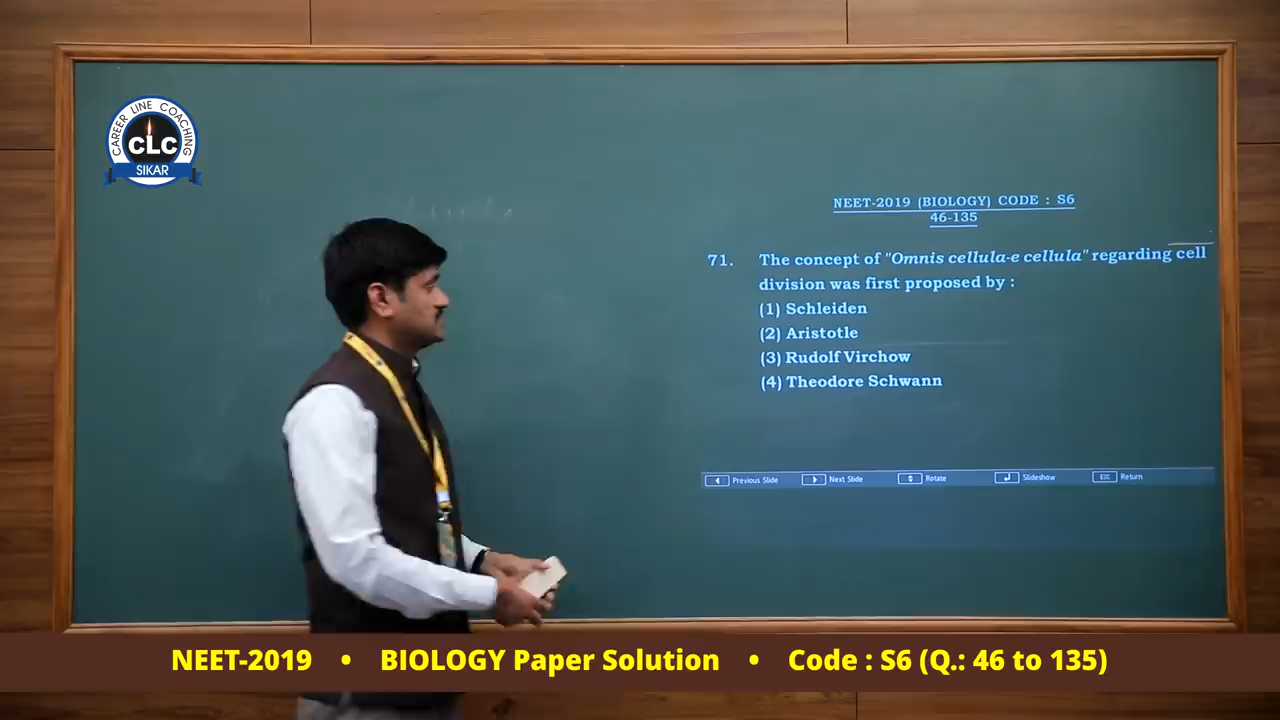 CAREER LINE COACHING
CLC
SIKAR
NEET-2019 (BIOLOGY) CODE : S6
46-135
71. The concept of "Omnis cellula-e cellula" regarding cell
division was first proposed by :
(1) Schleiden
(2) Aristotle
(3) Rudolf Virchow
(4) Theodore Schwann
Previous Slide Next Slide Rotate Slideshow ESC Return
NEET-2019 • BIOLOGY Paper Solution • Code : S6 (Q.: 46 to 135)